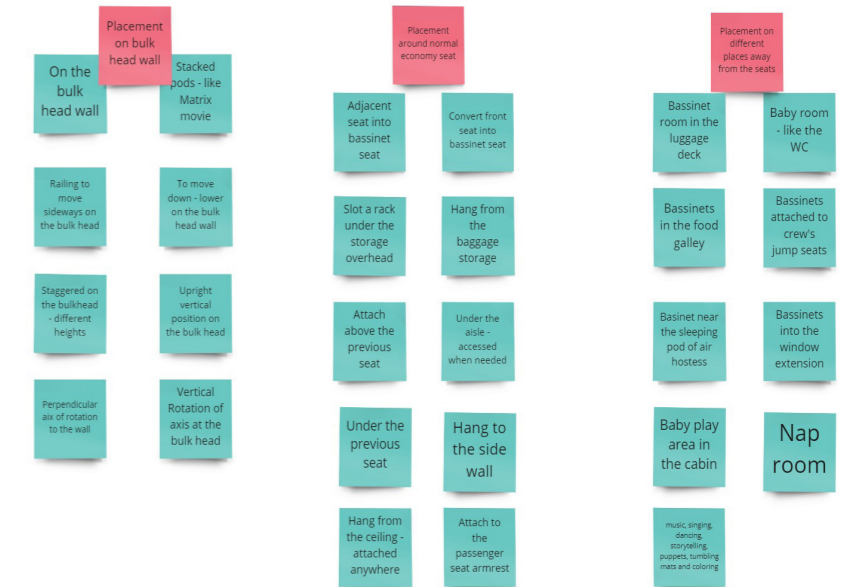 Placement
on bulk
head wall
On the
bulk
head wall
Stacked
pods - like
Matrix
movie
Railing to
move
sideways on
the bulk head
To move
down - lower
on the bulk
head wall
Staggered on
the bulkhead
- different
heights
Upright
vertical
position on
the bulk head
Perpendicular
aix of rotation
to the wall
Vertical
Rotation of
axis at the
bulk head
Placement
around normal
economy seat
Adjacent
seat into
bassinet
seat
Convert front
seat into
bassinet seat
Slot a rack
under the
storage
overhead
Hang from
the
baggage
storage
Attach
above the
previous
seat
Under the
aisle -
accessed
when needed
Under the
previous
seat
Hang to
the side
wall
Hang from
the ceiling -
attached
anywhere
Attach to
the
passenger
seat armrest
Placement on
different
places away
from the seats
Bassinet
room in the
luggage
deck
Baby room
- like the
WC
Bassinets
in the food
galley
Bassinets
attached to
crew's
jump seats
Basinet near
the sleeping
pod of air
hostess
Bassinets
into the
window
extension
Baby play
area in
the cabin
Nap
room
music, singing,
dancing,
storytelling,
puppets, tumbling
mats and coloring